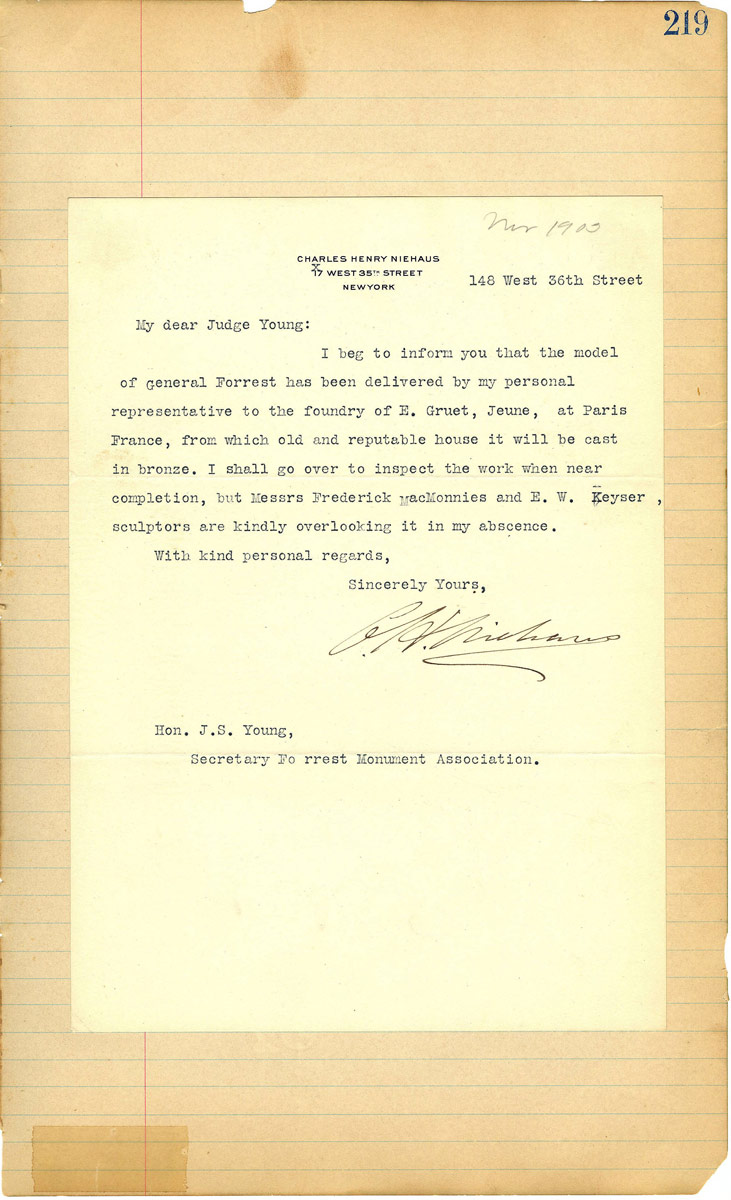 219
Nov 1903
CHARLES HENRY NIEHAUS
17 WEST 35TH STREET
NEWYORK
148 West 36th Street
My dear Judge Young:
I beg to inform you that the model
of general Forrest has been delivered by my personal
representative to the foundry of E. Gruet, Jeune, at Paris
France, from which old and reputable house it will be cast
in bronze. I shall go over to inspect the work when near
completion, but Messrs Frederick MacMonnies and E. W. Keyser ,
sculptors are kindly overlooking it in my abscence.
With kind personal regards,
Sincerely Yours,
C. H. Niehaus
Hon. J.S. Young,
Secretary Fo rrest Monument Association.